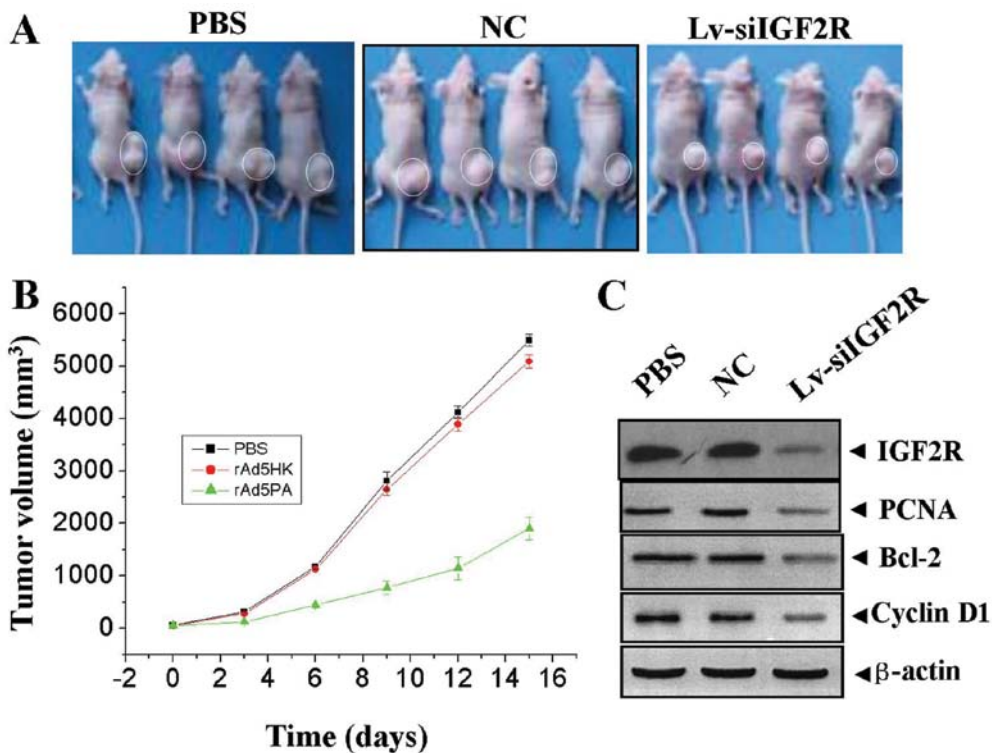 A
PBS
NC
Lv-siIGF2R
B
Tumor volume (mm³)
6000
5000
4000
3000
2000
1000
0
PBS
rAd5HK
rAd5PA
-2 0 2 4 6 8 10 12 14 16
Time (days)
C
PBS
NC
Lv-siIGF2R
IGF2R
PCNA
Bcl-2
Cyclin D1
β-actin